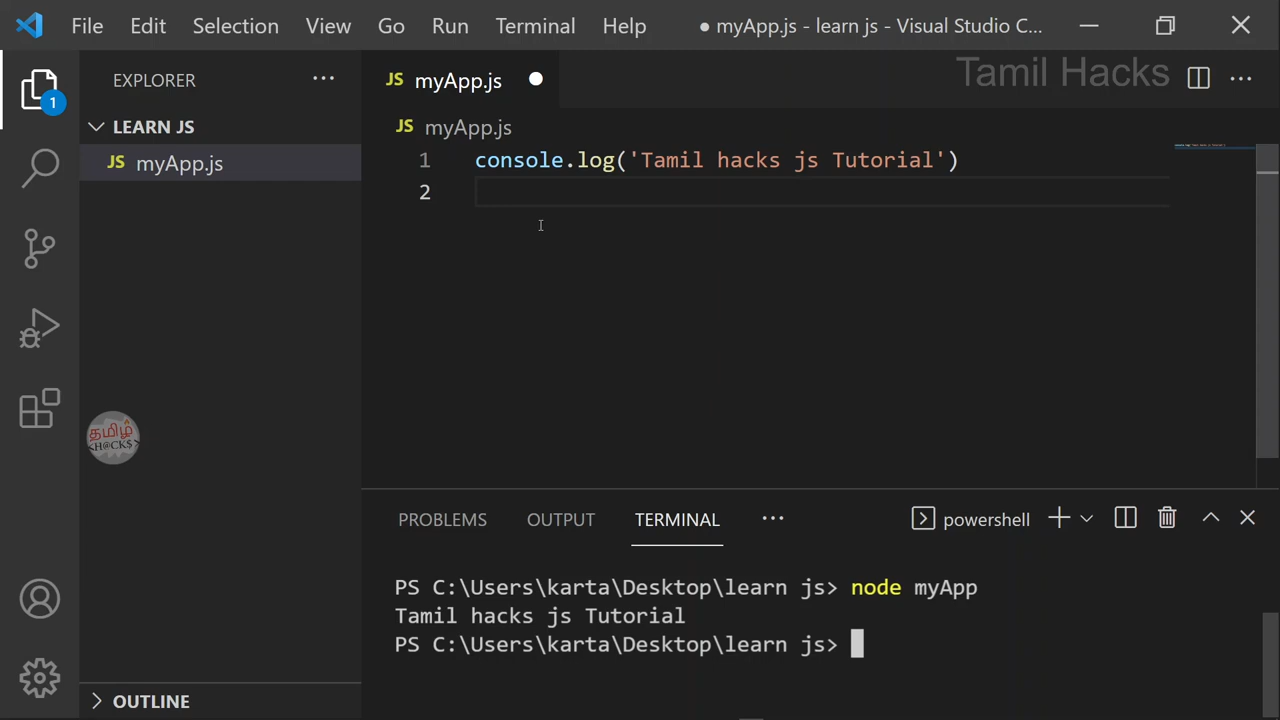 File Edit Selection View Go Run Terminal Help ● myApp.js - learn js - Visual Studio C...
Tamil Hacks
EXPLORER ...
JS myApp.js ●
1
LEARN JS
JS myApp.js
JS myApp.js
1 console.log('Tamil hacks js Tutorial')
2
தமிழ்
<H@CK$>
PROBLEMS OUTPUT TERMINAL ... powershell
PS C:\Users\karta\Desktop\learn js> node myApp
Tamil hacks js Tutorial
PS C:\Users\karta\Desktop\learn js>
OUTLINE